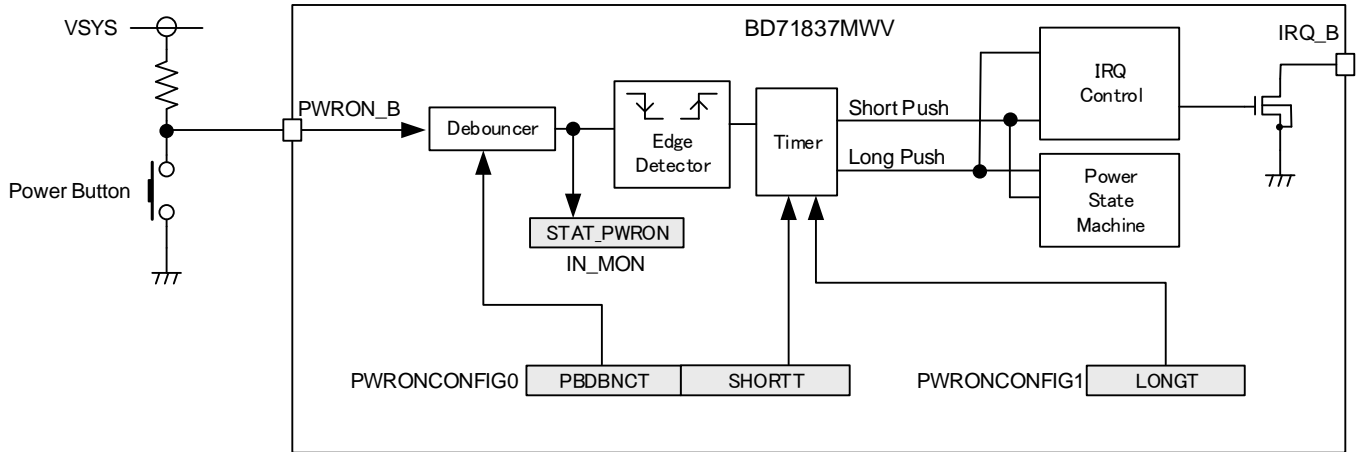 VSYS
BD71837MWV
IRQ_B
PWRON_B
Debouncer
Edge
Detector
Timer
Short Push
Long Push
IRQ
Control
Power
State
Machine
Power Button
STAT_PWRON
IN_MON
PWRONCONFIG0
PBDBNCT
SHORTT
PWRONCONFIG1
LONGT